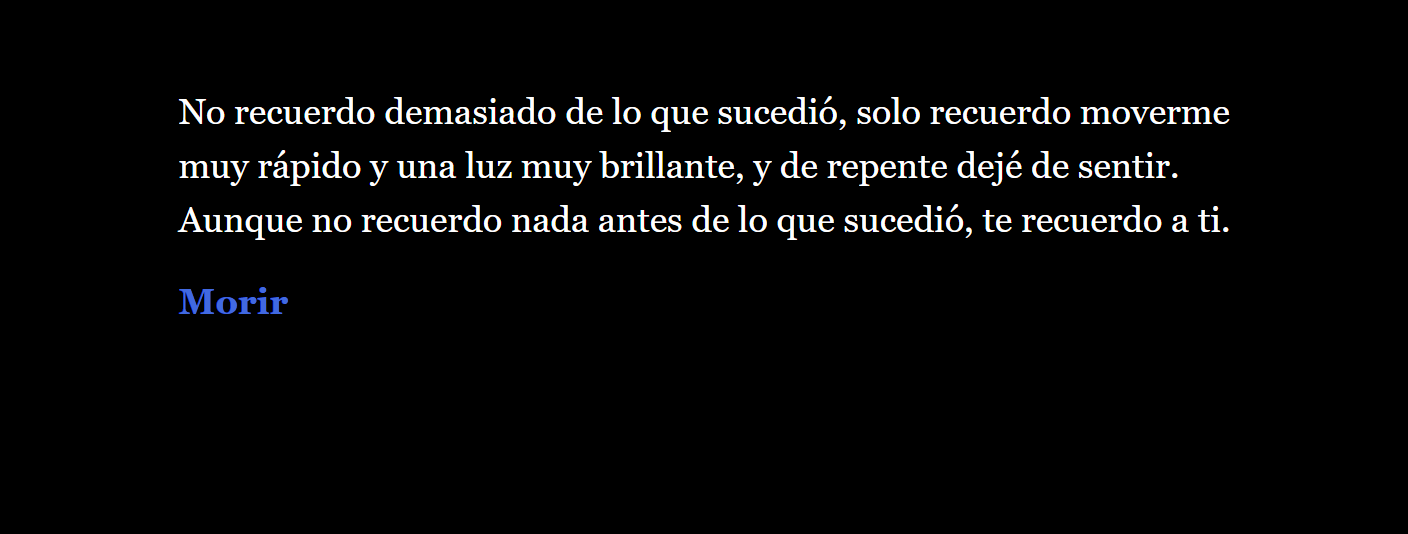 No recuerdo demasiado de lo que sucedió, solo recuerdo moverme
muy rápido y una luz muy brillante, y de repente dejé de sentir.
Aunque no recuerdo nada antes de lo que sucedió, te recuerdo a ti.
Morir